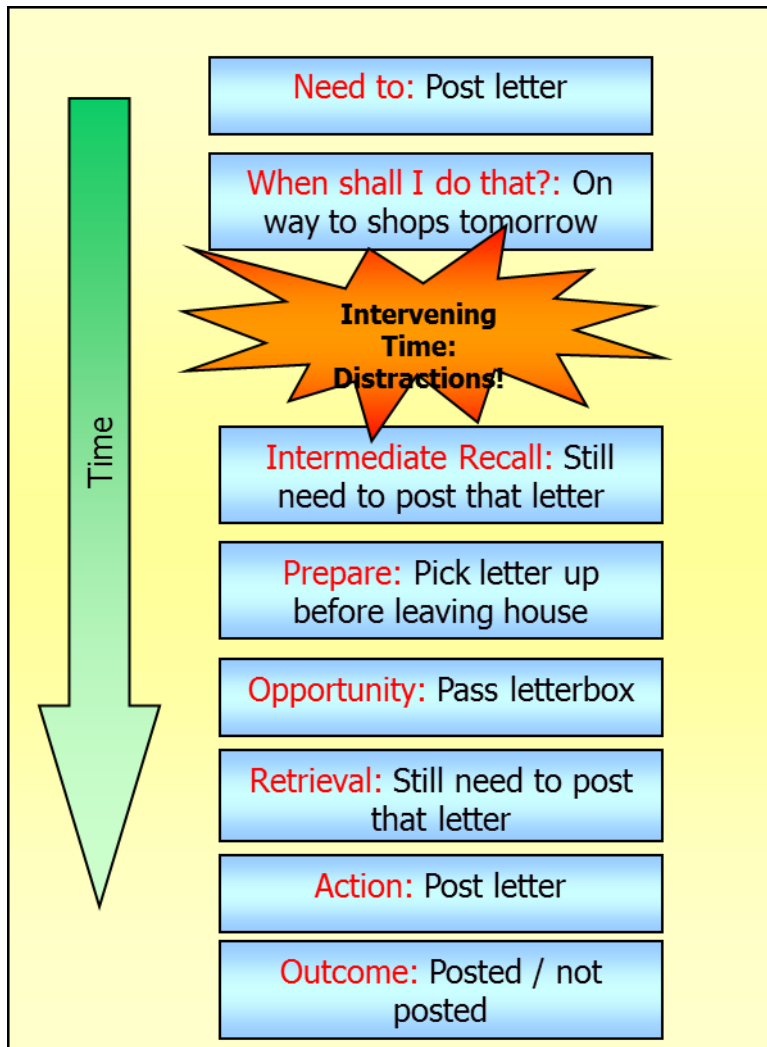 Need to: Post letter
When shall I do that?: On
way to shops tomorrow
Intervening
Time:
Distractions!
Intermediate Recall: Still
need to post that letter
Prepare: Pick letter up
before leaving house
Opportunity: Pass letterbox
Retrieval: Still need to post
that letter
Action: Post letter
Outcome: Posted / not
posted
Time